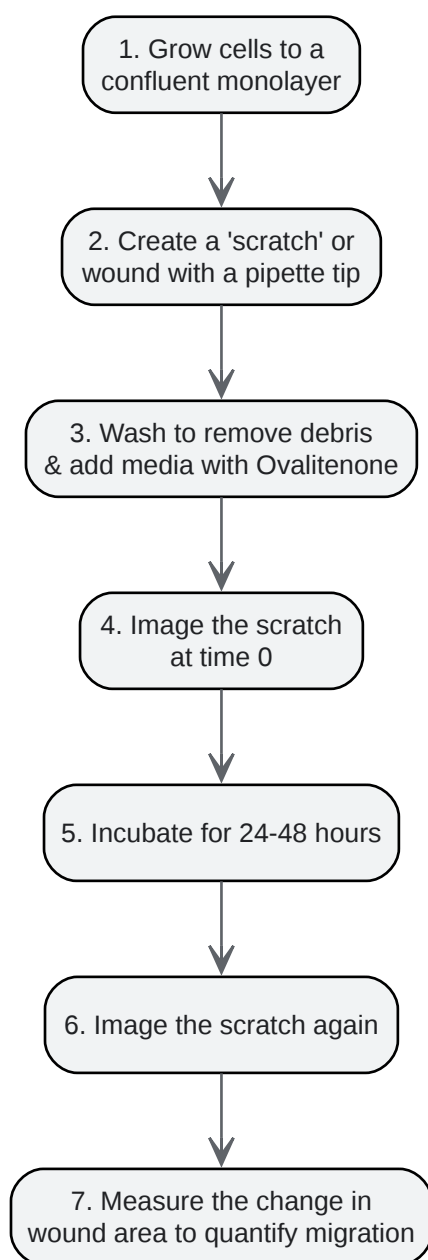 1. Grow cells to a
confluent monolayer
2. Create a 'scratch' or
wound with a pipette tip
3. Wash to remove debris
& add media with Ovalitenone
4. Image the scratch
at time 0
5. Incubate for 24-48 hours
6. Image the scratch again
7. Measure the change in
wound area to quantify migration